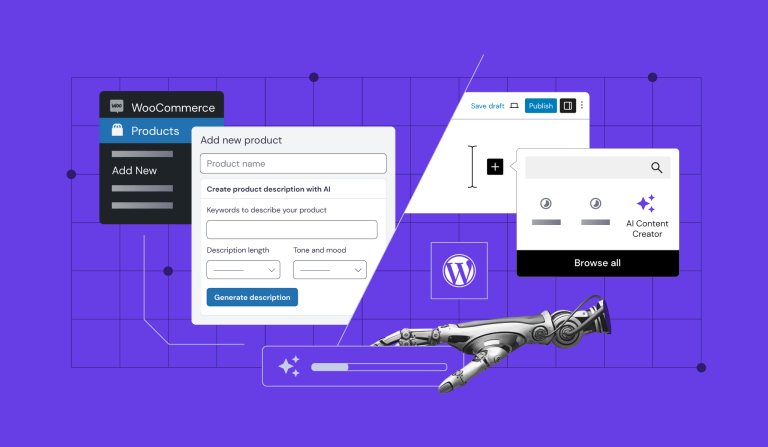 WOO
WooCommerce
Products
Add New
Add new product
Product name
Create product description with AI
Keywords to describe your product
Description length
Tone and mood
Generate description
Save draft
Publish
AI Content
Creator
Browse all